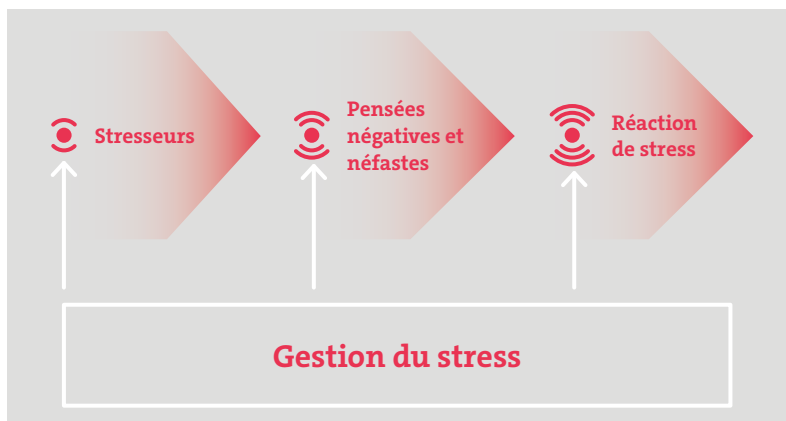 Stresseurs
Pensées
négatives et
néfastes
Réaction
de stress
Gestion du stress